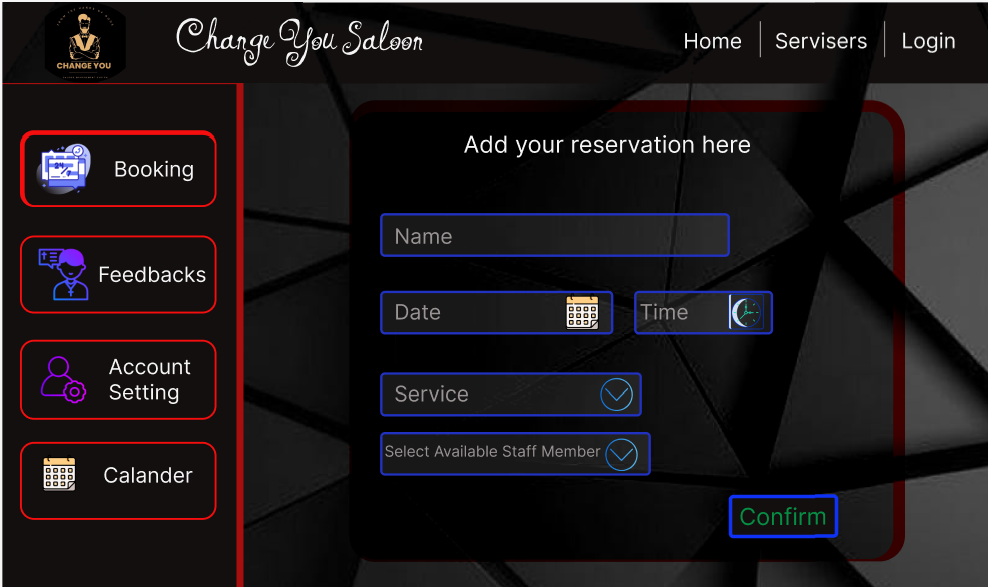 CHANGE YOU
Change You Saloon
Home
Servisers
Login
Booking
Feedbacks
Account
Setting
Calander
Add your reservation here
Name
Date
Time
Service
Select Available Staff Member
Confirm